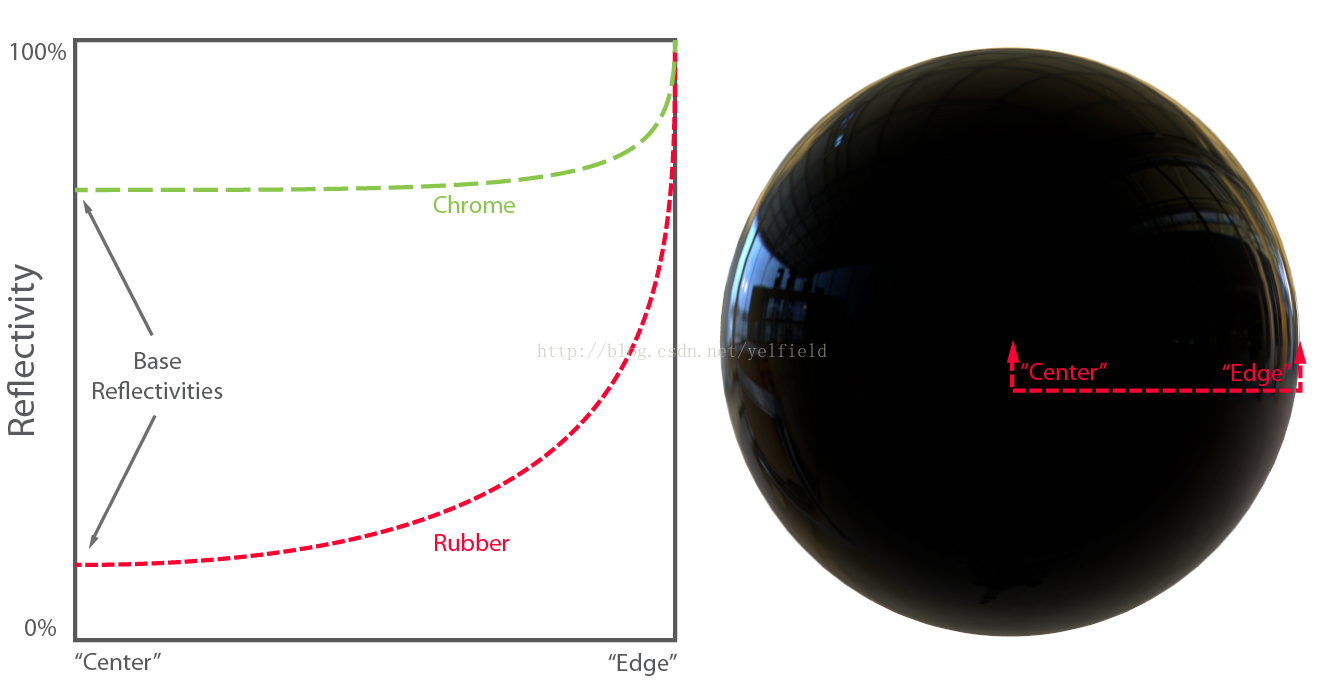 100%
Chrome
Reflectivity
Base
Reflectivities
Rubber
0%
“Center”
“Edge”
http://blog.csdn.net/yelfield
“Center”
“Edge”